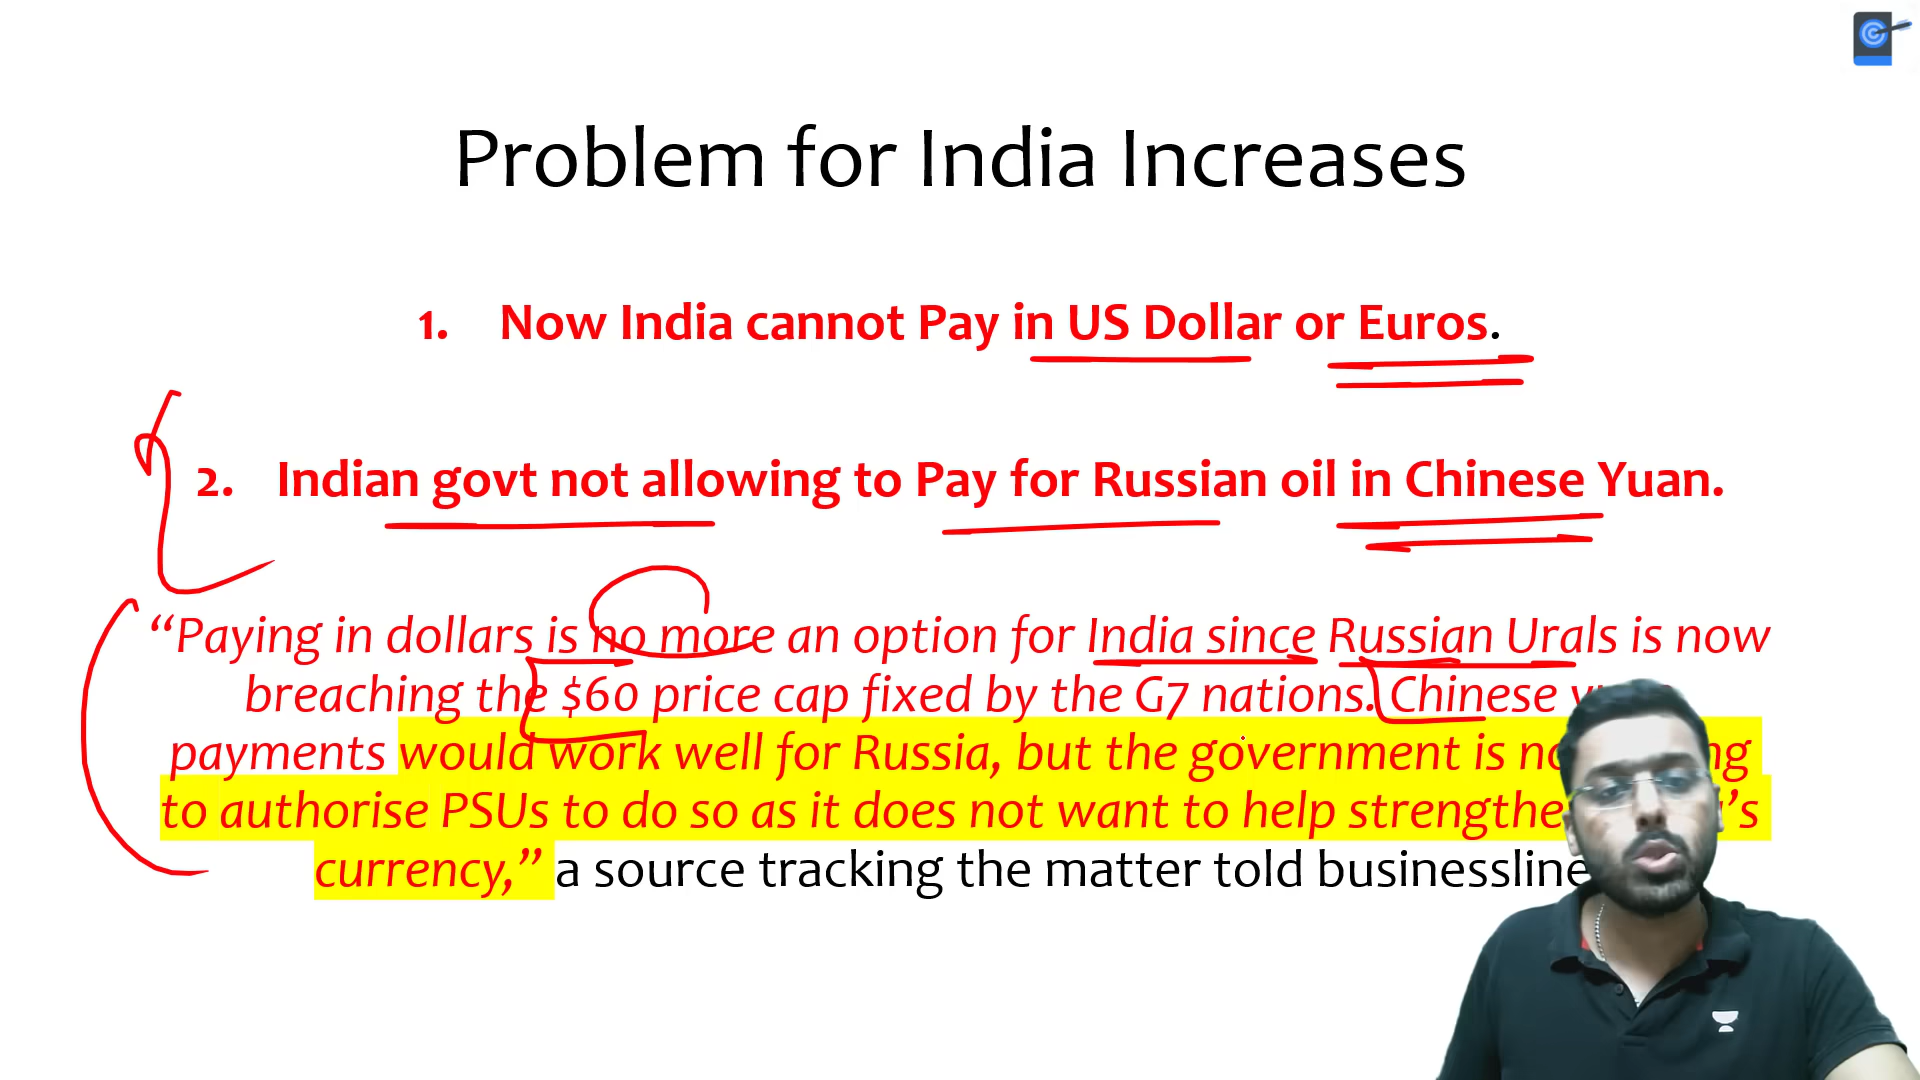 Problem for India Increases
1. Now India cannot Pay in US Dollar or Euros.
2. Indian govt not allowing to Pay for Russian oil in Chinese Yuan.
“Paying in dollars is no more an option for India since Russian Urals is now
breaching the $60 price cap fixed by the G7 nations. Chinese
payments would work well for Russia, but the government is
to authorise PSUs to do so as it does not want to help
currency,” a source tracking the matter told businessline